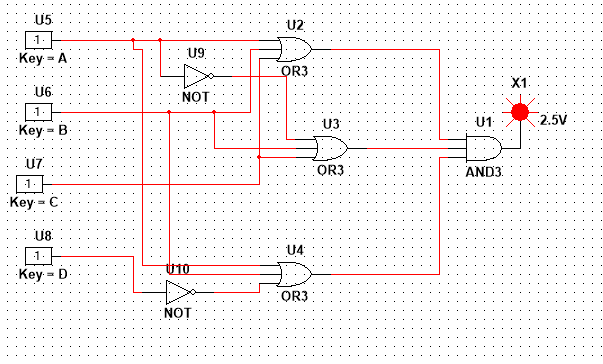 U5
1
Key = A
U9
NOT
U2
OR3
U6
1
Key = B
U3
OR3
X1
2.5V
U1
AND3
U7
1
Key = C
U8
1
Key = D
U10
NOT
U4
OR3